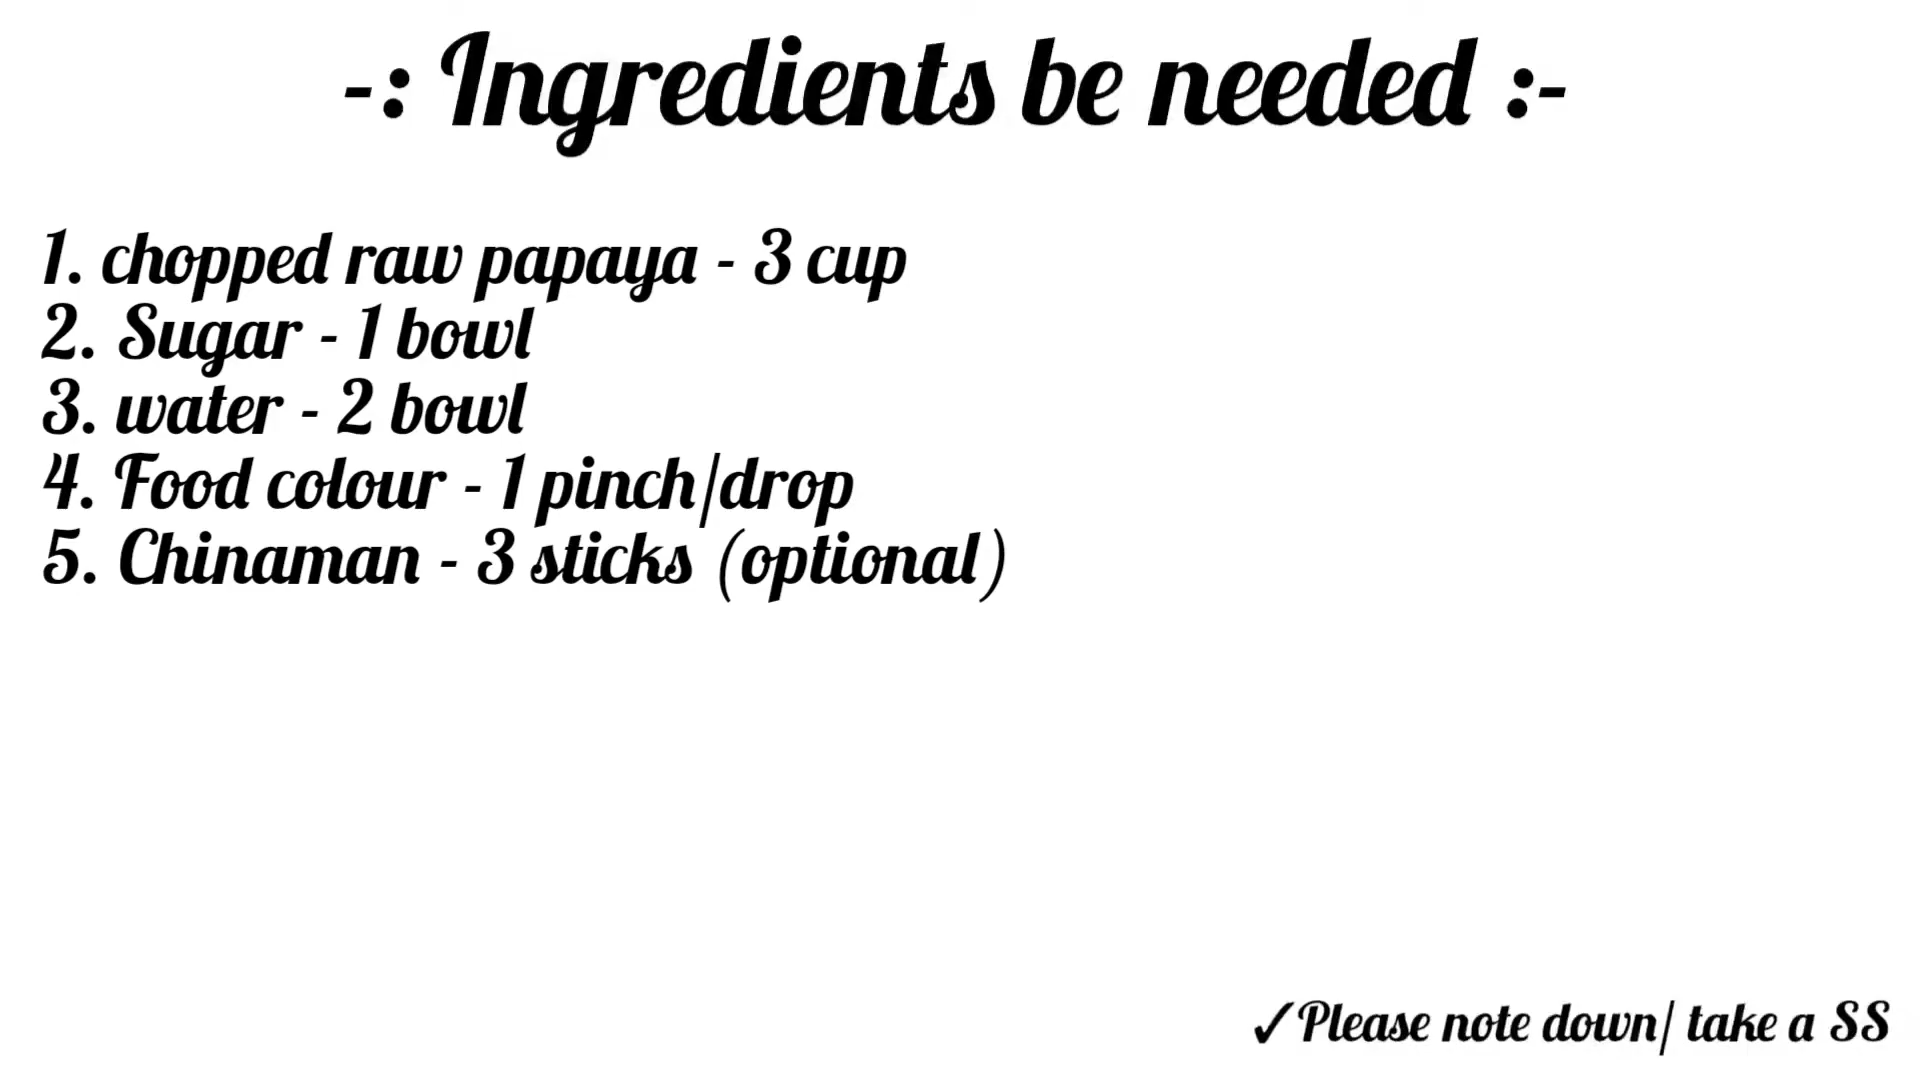 -: Ingredients be needed :-
1. chopped raw papaya - 3 cup
2. Sugar - 1 bowl
3. water - 2 bowl
4. Food colour - 1 pinch/drop
5. Chinaman - 3 sticks (optional)
✓Please note down/ take a SS